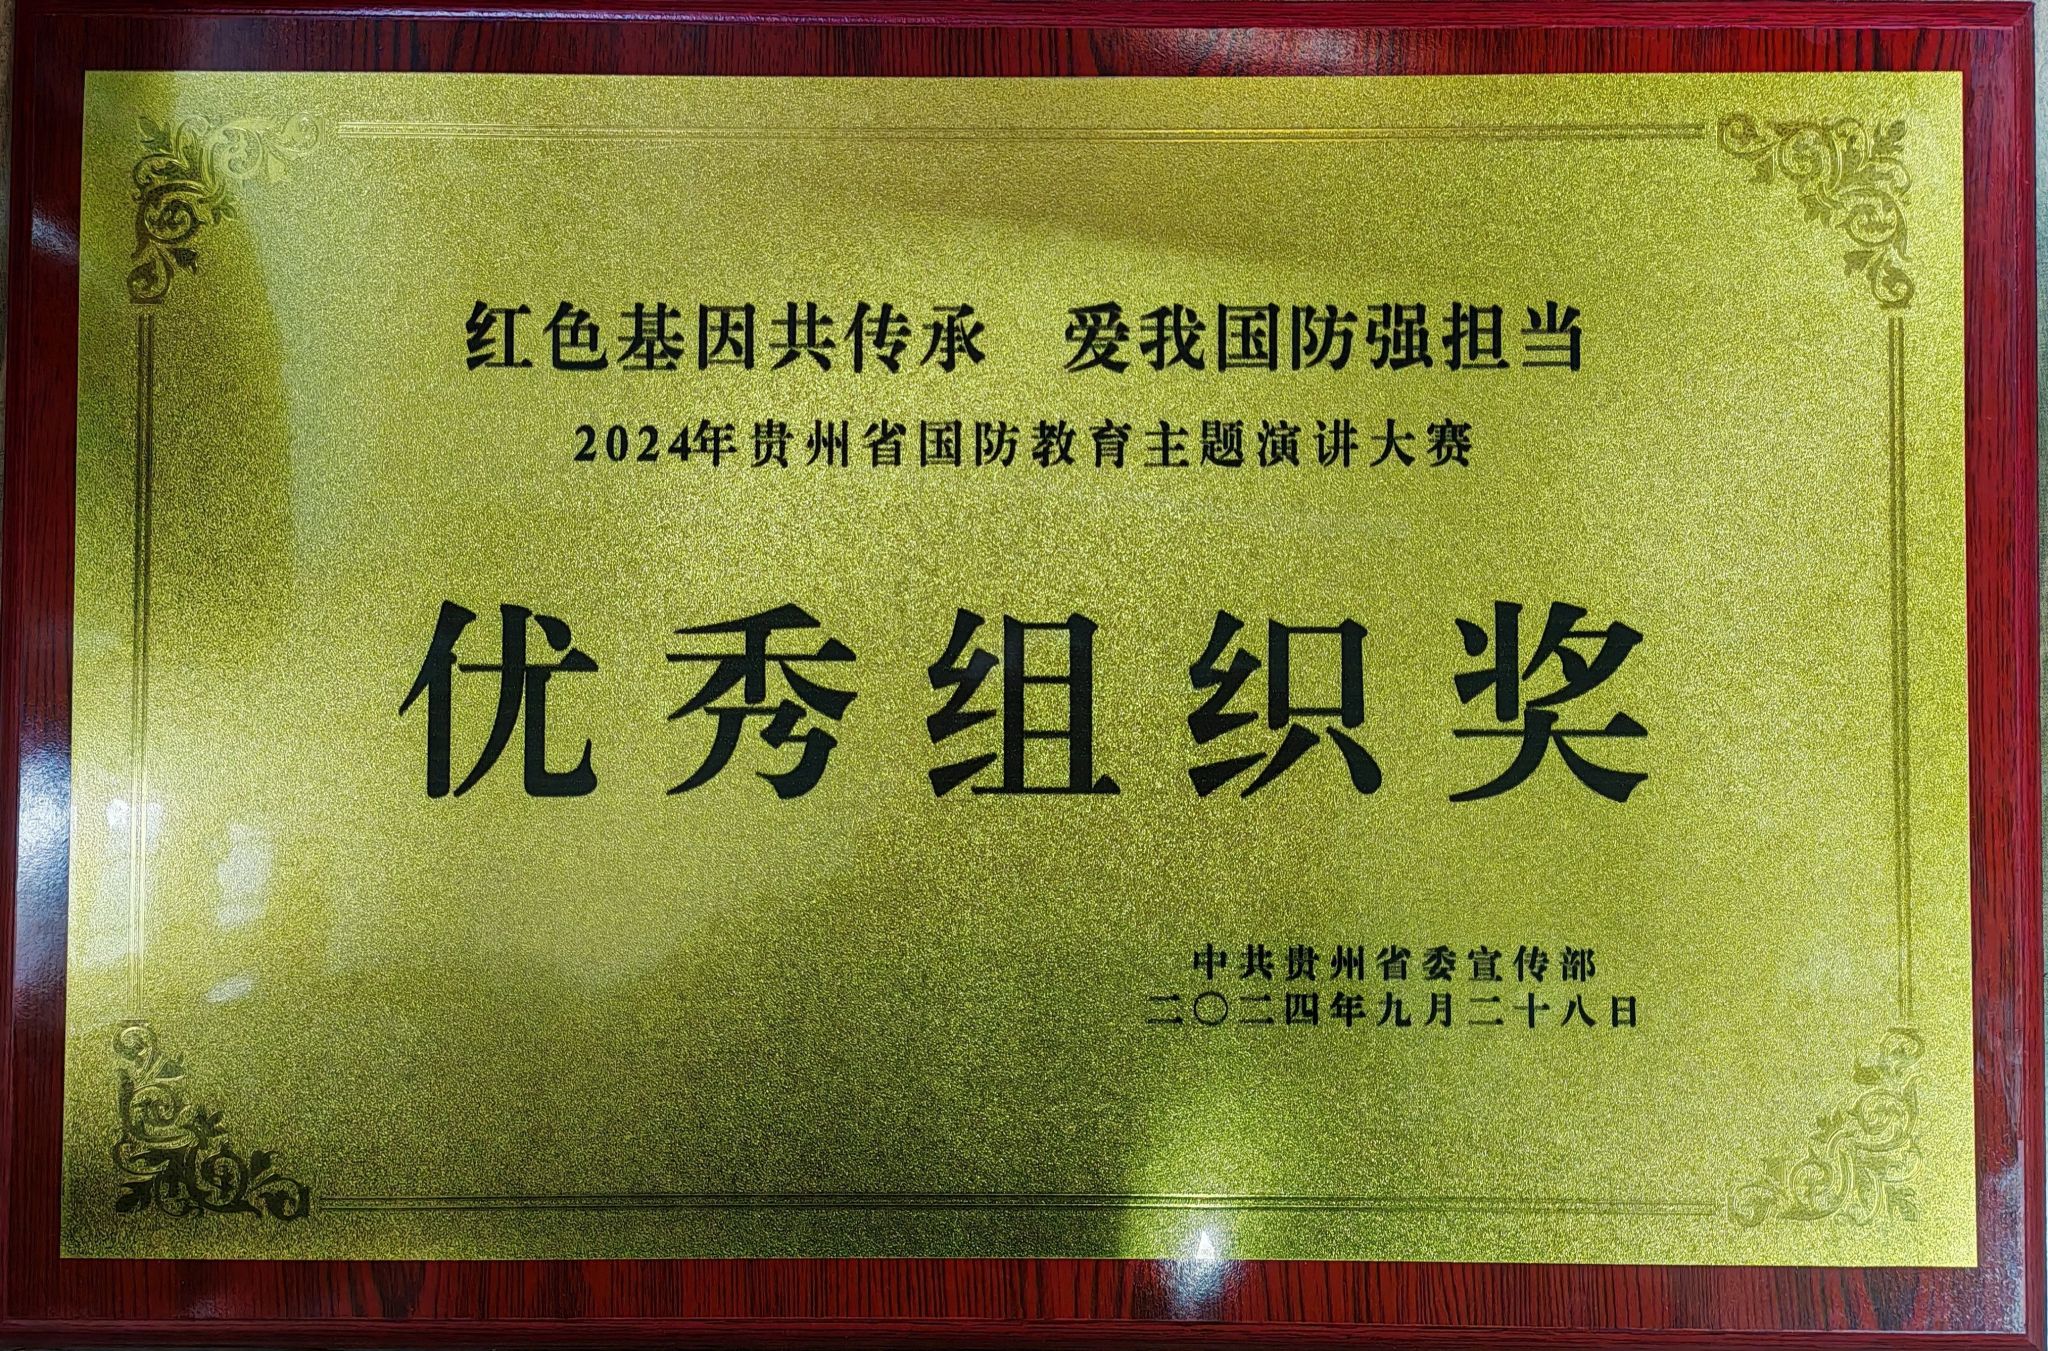 红色基因共传承 爱我国防强担当
2024年贵州省国防教育主题演讲大赛
优秀组织奖
中共贵州省委宣传部
二〇二四年九月二十八日